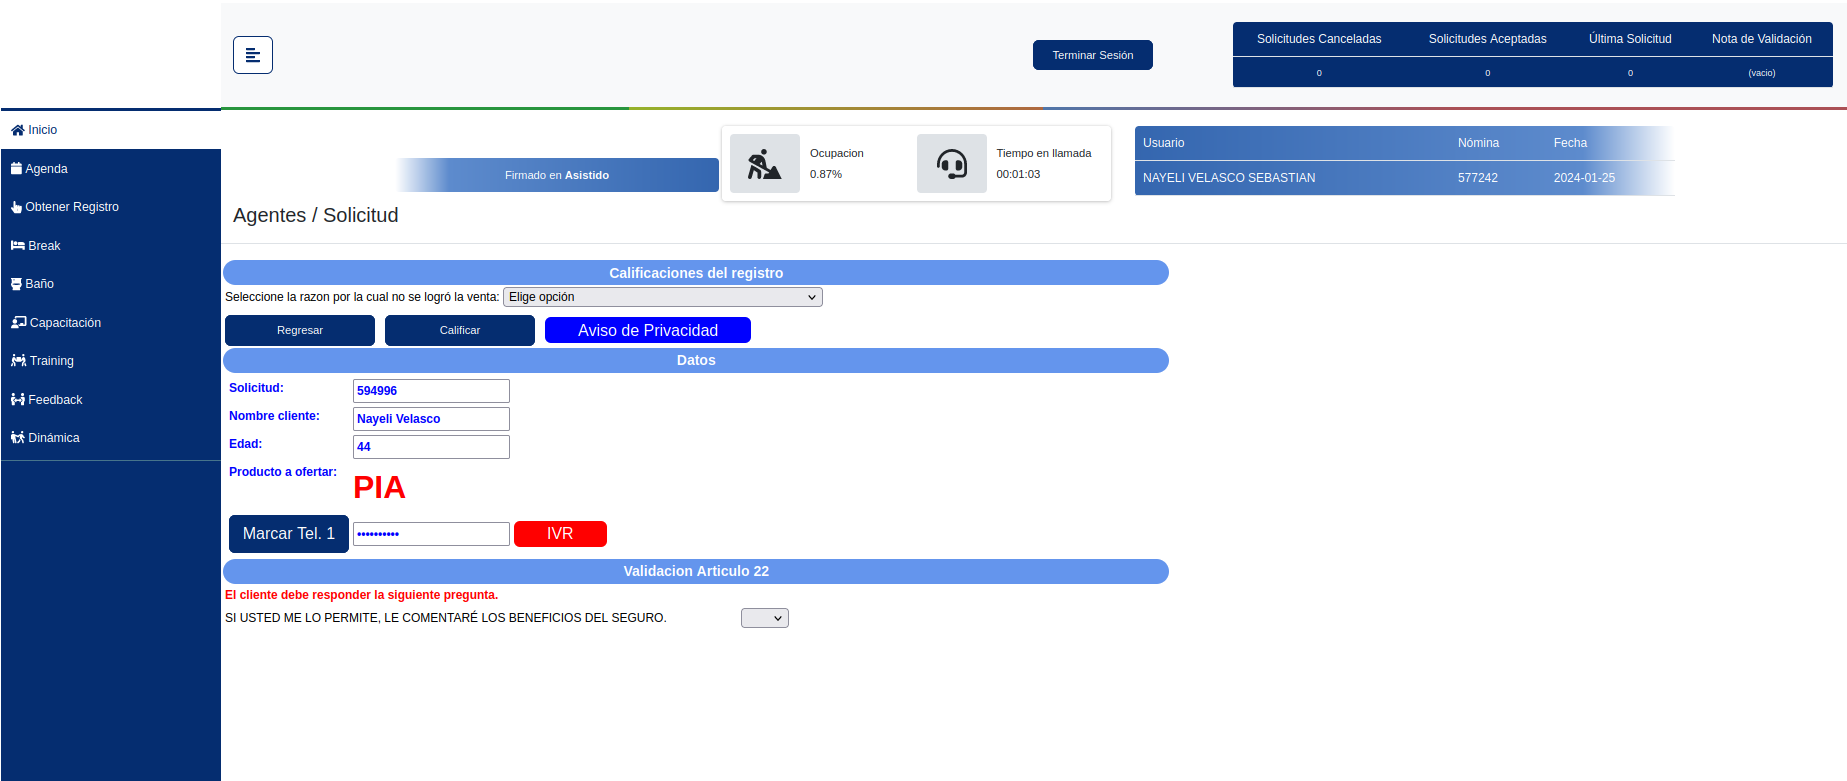 Terminar Sesión
Solicitudes Canceladas Solicitudes Aceptadas Última Solicitud Nota de Validación
0 0 0 (vacio)
Inicio
Agenda
Obtener Registro
Break
Baño
Capacitación
Training
Feedback
Dinámica
Firmado en Asistido
Ocupacion
0.87%
Tiempo en llamada
00:01:03
Usuario Nómina Fecha
NAYELI VELASCO SEBASTIAN 577242 2024-01-25
Agentes / Solicitud
Calificaciones del registro
Seleccione la razon por la cual no se logró la venta: Elige opción
Regresar Calificar Aviso de Privacidad
Datos
Solicitud: 594996
Nombre cliente: Nayeli Velasco
Edad: 44
Producto a ofertar: PIA
Marcar Tel. 1 •••••••••• IVR
Validacion Articulo 22
El cliente debe responder la siguiente pregunta.
SI USTED ME LO PERMITE, LE COMENTARÉ LOS BENEFICIOS DEL SEGURO.